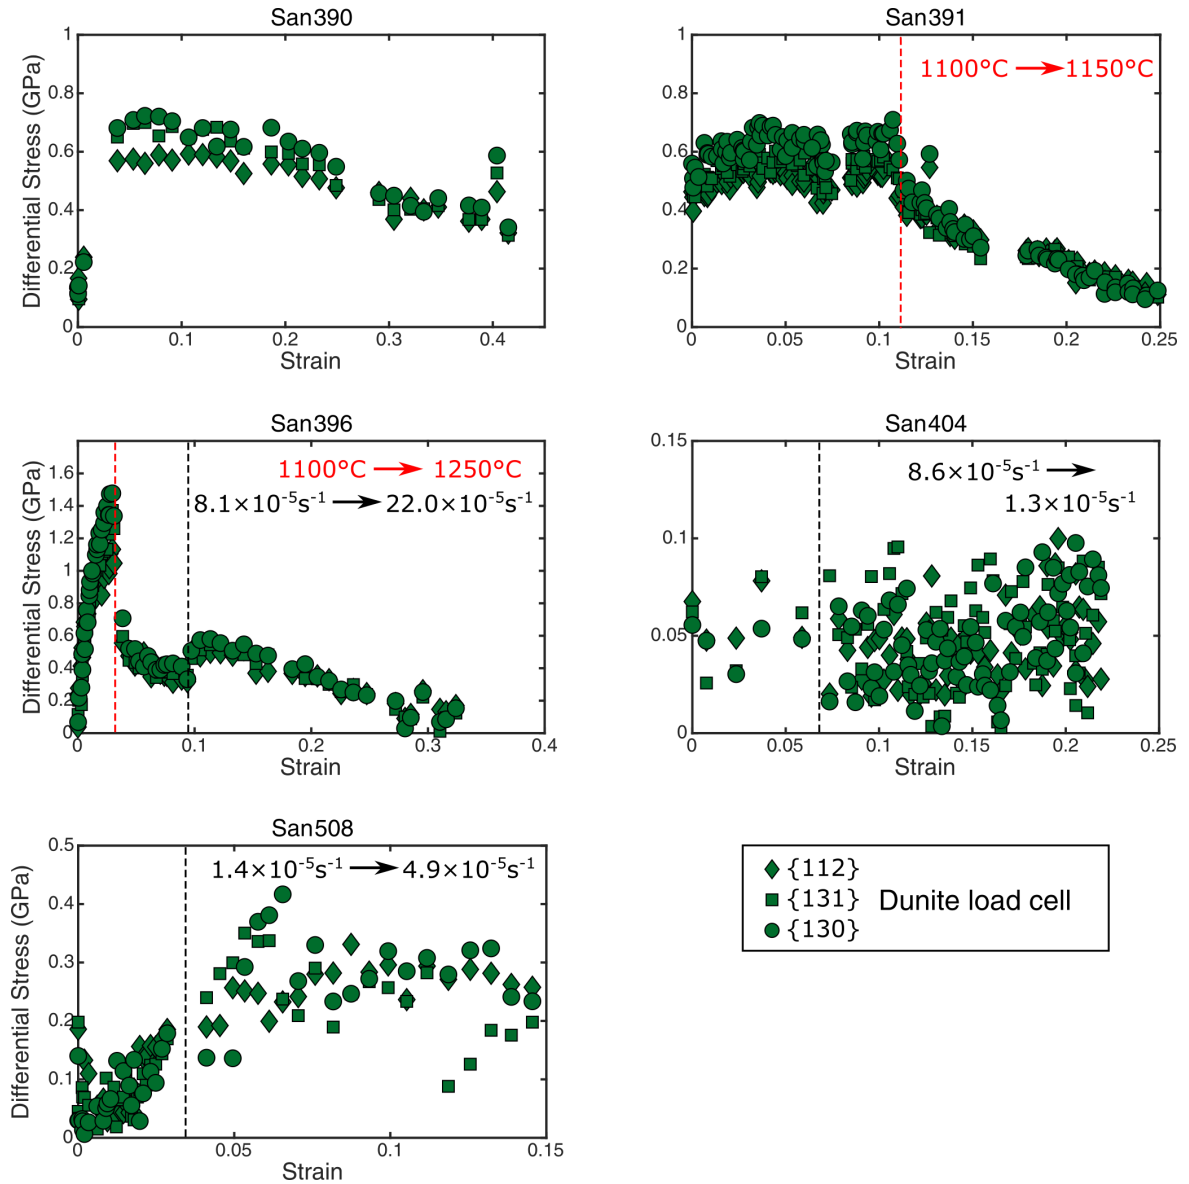 San390
Differential Stress (GPa)
1
0.8
0.6
0.4
0.2
0
0 0.1 0.2 0.3 0.4
Strain
San391
1100°C → 1150°C
1
0.8
0.6
0.4
0.2
0
0 0.05 0.1 0.15 0.2 0.25
Strain
San396
1100°C → 1250°C
8.1×10⁻⁵s⁻¹ → 22.0×10⁻⁵s⁻¹
Differential Stress (GPa)
1.6
1.4
1.2
1.0
0.8
0.6
0.4
0.2
0
0 0.1 0.2 0.3 0.4
Strain
San404
8.6×10⁻⁵s⁻¹ →
1.3×10⁻⁵s⁻¹
0.15
0.1
0.05
0
0 0.05 0.1 0.15 0.2 0.25
Strain
San508
1.4×10⁻⁵s⁻¹ → 4.9×10⁻⁵s⁻¹
Differential Stress (GPa)
0.5
0.4
0.3
0.2
0.1
0
0 0.05 0.1 0.15
Strain
{112}
{131} Dunite load cell
{130}